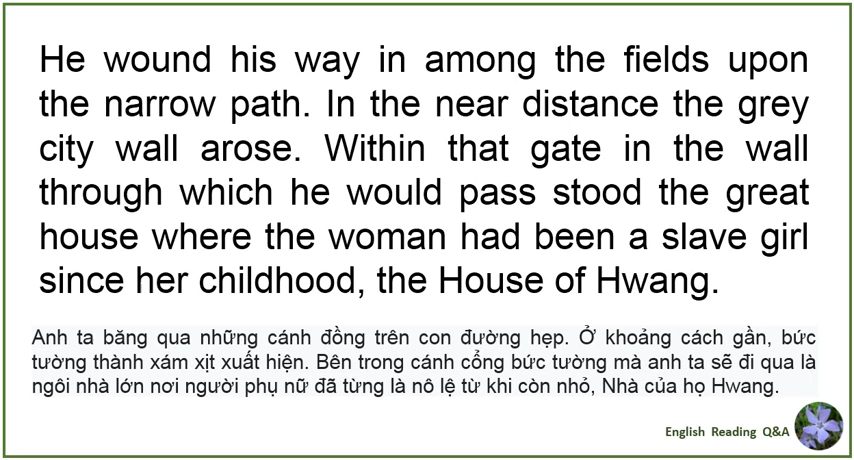 He wound his way in among the fields upon
the narrow path. In the near distance the grey
city wall arose. Within that gate in the wall
through which he would pass stood the great
house where the woman had been a slave girl
since her childhood, the House of Hwang.
Anh ta băng qua những cánh đồng trên con đường hẹp. Ở khoảng cách gần, bức
tường thành xám xịt xuất hiện. Bên trong cánh cổng bức tường mà anh ta sẽ đi qua là
ngôi nhà lớn nơi người phụ nữ đã từng là nô lệ từ khi còn nhỏ, Nhà của họ Hwang.
English Reading Q&A